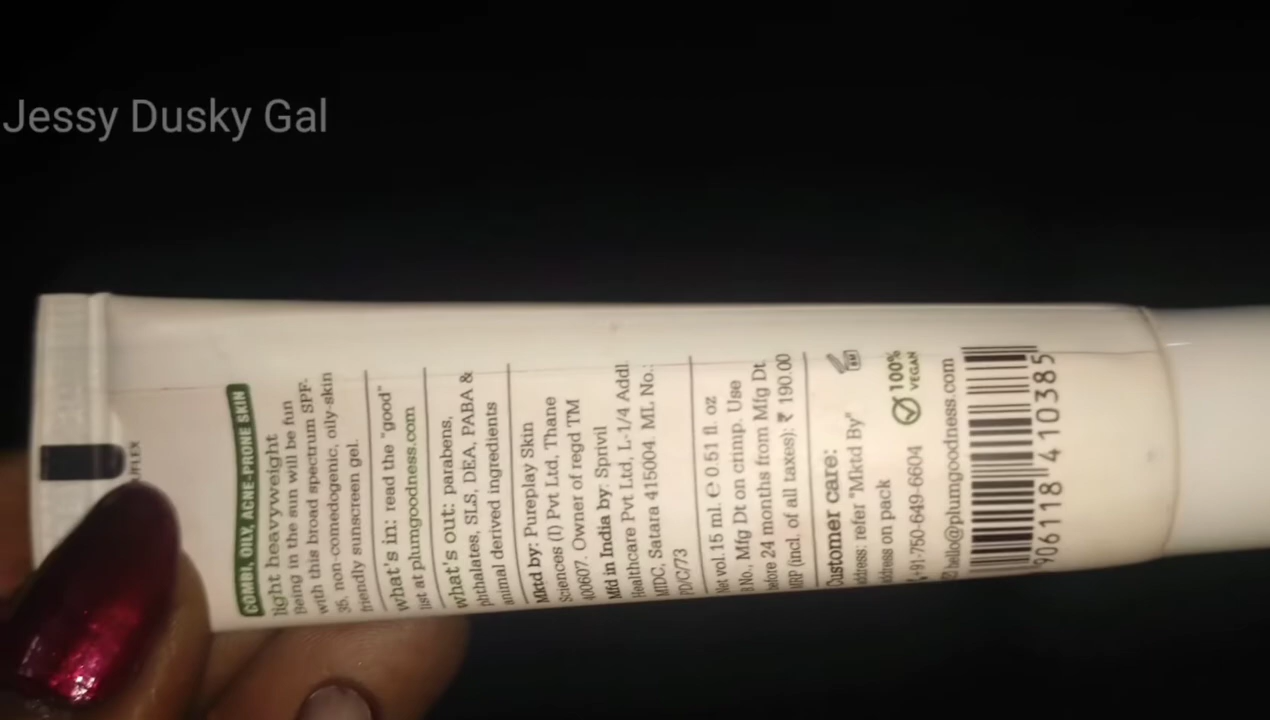 Jessy Dusky Gal
COMBI, OILY, ACNE-PRONE SKIN
light heavyweight
Being in the sun will be fun
with this broad spectrum SPF-
35, non-comedogenic, oily-skin
friendly sunscreen gel.
what's in: read the "good"
list at plumgoodness.com
what's out: parabens,
phthalates, SLS, DEA, PABA &
animal derived ingredients
Mktd by: Pureplay Skin
Sciences (I) Pvt Ltd, Thane
400607. Owner of regd TM
Mfd in India by: Sprivil
Healthcare Pvt Ltd, L-1/4 Addl.
MIDC, Satara 415004. ML No.:
PD/C/73
Net vol.15 ml. e 0.51 fl. oz
B.No., Mfg Dt on crimp. Use
before 24 months from Mfg Dt.
MRP (incl. of all taxes): ₹ 190.00
Customer care:
address: refer "Mktd By"
address on pack
+91-750-649-6604
100%
VEGAN
hello@plumgoodness.com
906118 410385